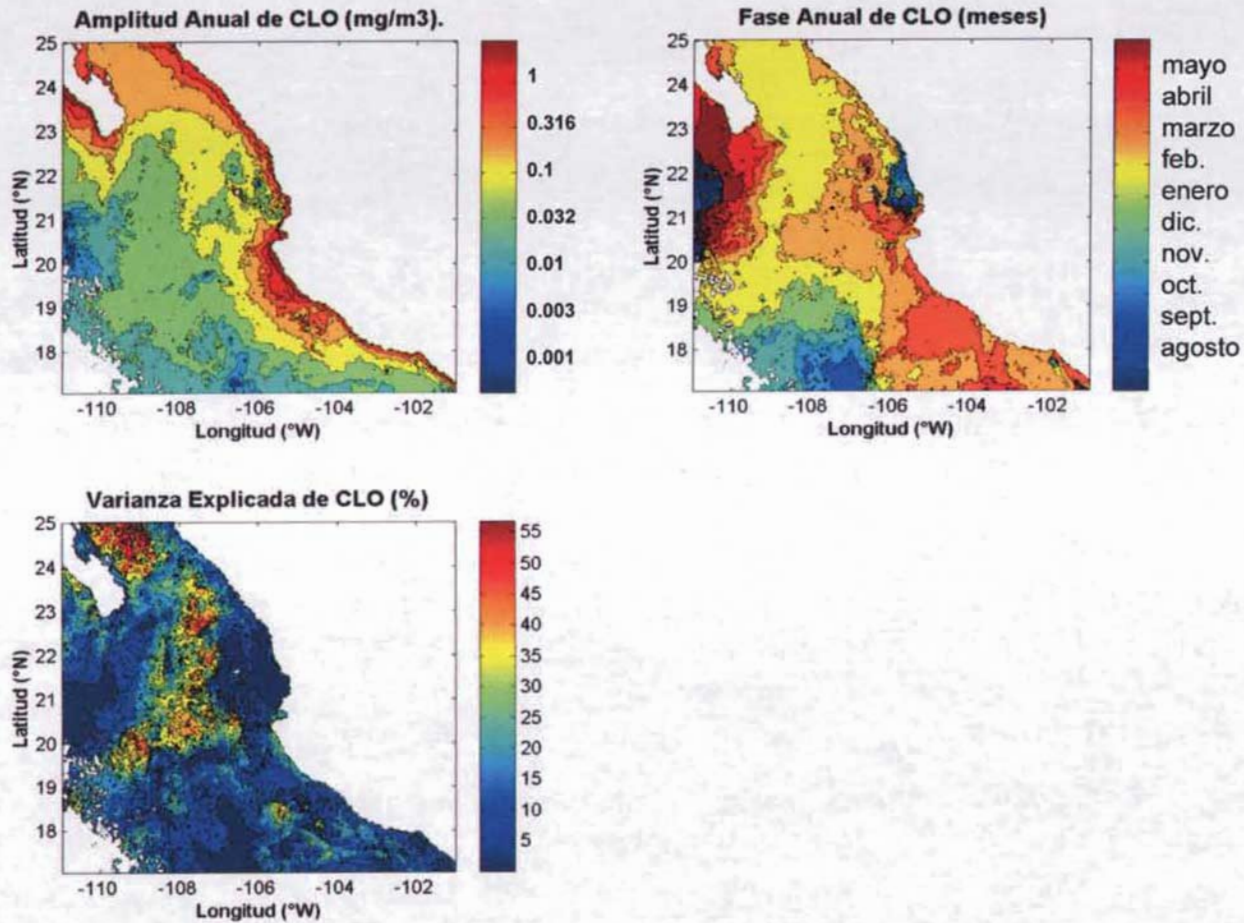 Amplitud Anual de CLO (mg/m3).
25
24
23
22
21
20
19
18
Latitud (°N)
-110 -108 -106 -104 -102
Longitud (°W)
1
0.316
0.1
0.032
0.01
0.003
0.001
Fase Anual de CLO (meses)
25
24
23
22
21
20
19
18
Latitud (°N)
-110 -108 -106 -104 -102
Longitud (°W)
mayo
abril
marzo
feb.
enero
dic.
nov.
oct.
sept.
agosto
Varianza Explicada de CLO (%)
25
24
23
22
21
20
19
18
Latitud (°N)
-110 -108 -106 -104 -102
Longitud (°W)
55
50
45
40
35
30
25
20
15
10
5